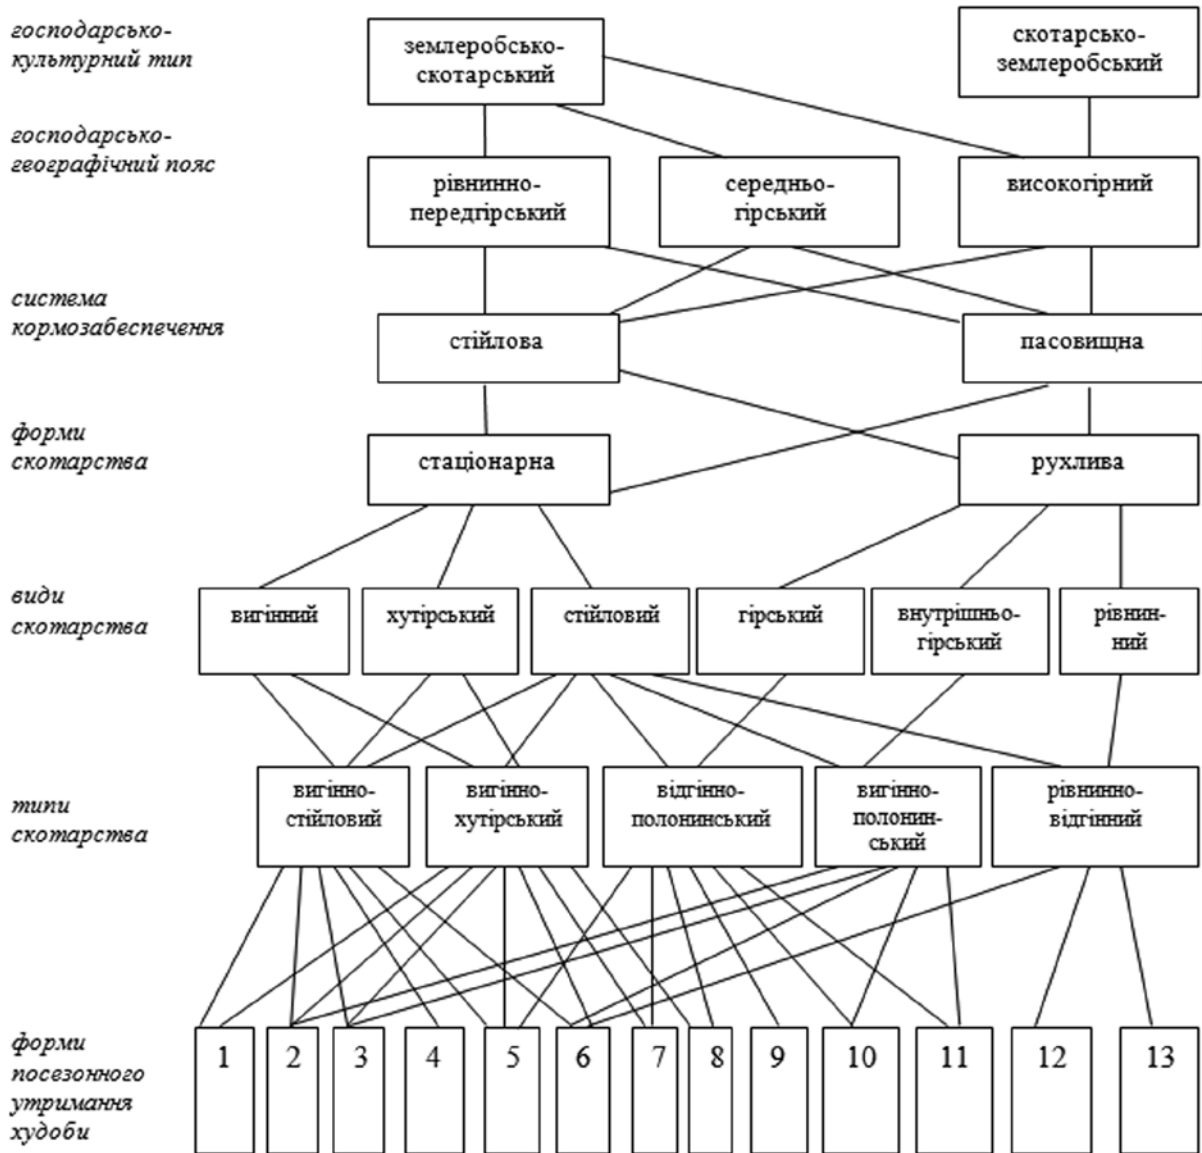 господарсько-
культурний тип
землеробсько-
скотарський
скотарсько-
землеробський
господарсько-
географічний пояс
рівнинно-
передгірський
середньо-
гірський
високогірний
система
кормозабеспечення
стійлова
пасовищна
форми
скотарства
стаціонарна
рухлива
види
скотарства
вигінний
хутірський
стійловий
гірський
внутрішньо-
гірський
рівнин-
ний
типи
скотарства
вигінно-
стійловий
вигінно-
хутірський
відгінно-
полонинський
вигінно-
полонин-
ський
рівнинно-
відгінний
форми
посезонного
утримання
худоби
1
2
3
4
5
6
7
8
9
10
11
12
13